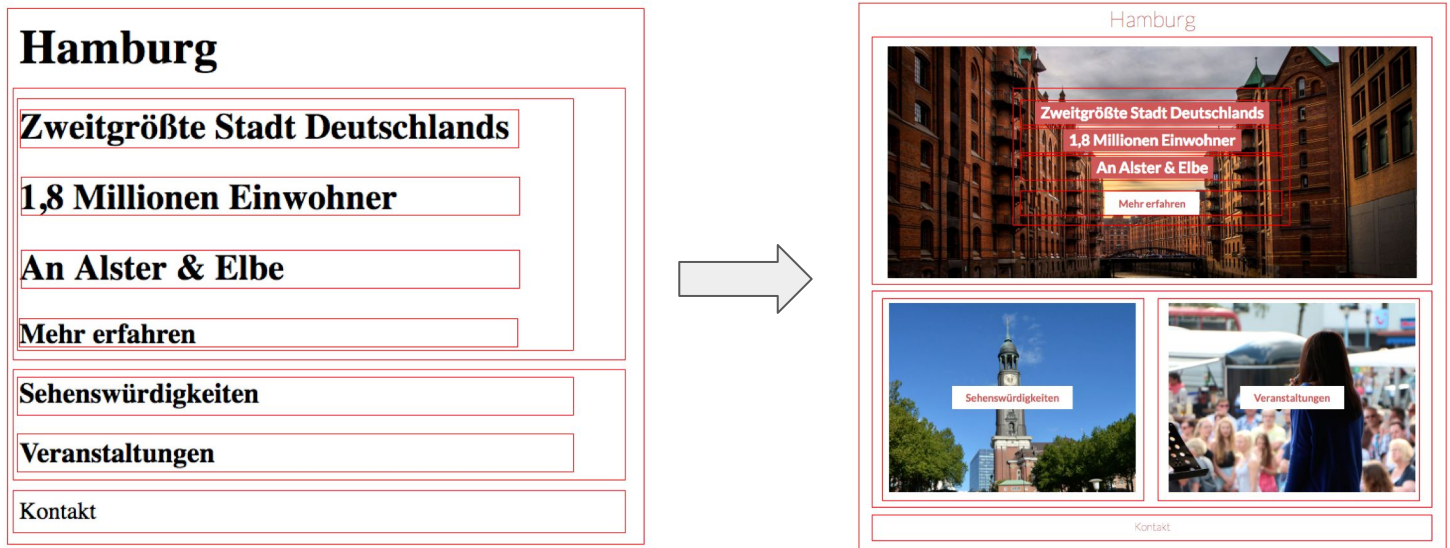 Hamburg
Zweitgrößte Stadt Deutschlands
1,8 Millionen Einwohner
An Alster & Elbe
Mehr erfahren
Sehenswürdigkeiten
Veranstaltungen
Kontakt
Hamburg
Zweitgrößte Stadt Deutschlands
1,8 Millionen Einwohner
An Alster & Elbe
Mehr erfahren
Sehenswürdigkeiten
Veranstaltungen
Kontakt